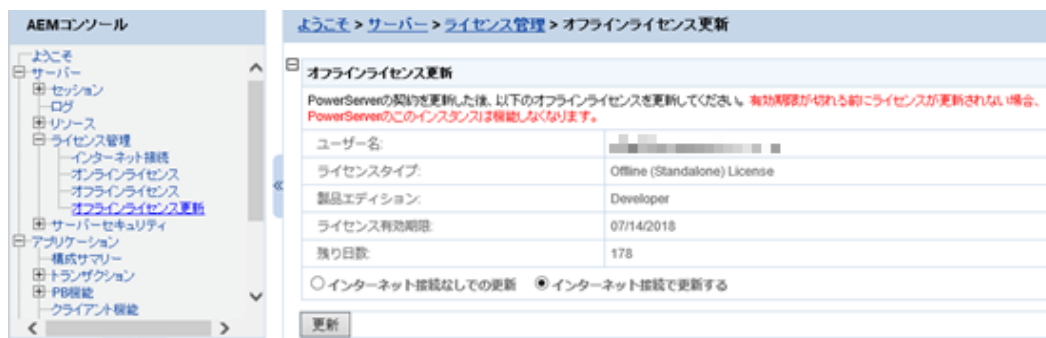 AEMコンソール
ようこそ
サーバー
セッション
ログ
リソース
ライセンス管理
インターネット接続
オンラインライセンス
オフラインライセンス
オフラインライセンス更新
サーバーセキュリティ
アプリケーション
構成サマリー
トランザクション
PB機能
クライアント機能
ようこそ > サーバー > ライセンス管理 > オフラインライセンス更新
オフラインライセンス更新
PowerServerの契約を更新した後、以下のオフラインライセンスを更新してください。有効期限が切れる前にライセンスが更新されない場合、
PowerServerのこのインスタンスは機能しなくなります。
ユーザー名:
ライセンスタイプ: Offline (Standalone) License
製品エディション: Developer
ライセンス有効期限: 07/14/2018
残り日数: 178
インターネット接続なしでの更新 インターネット接続で更新する
更新